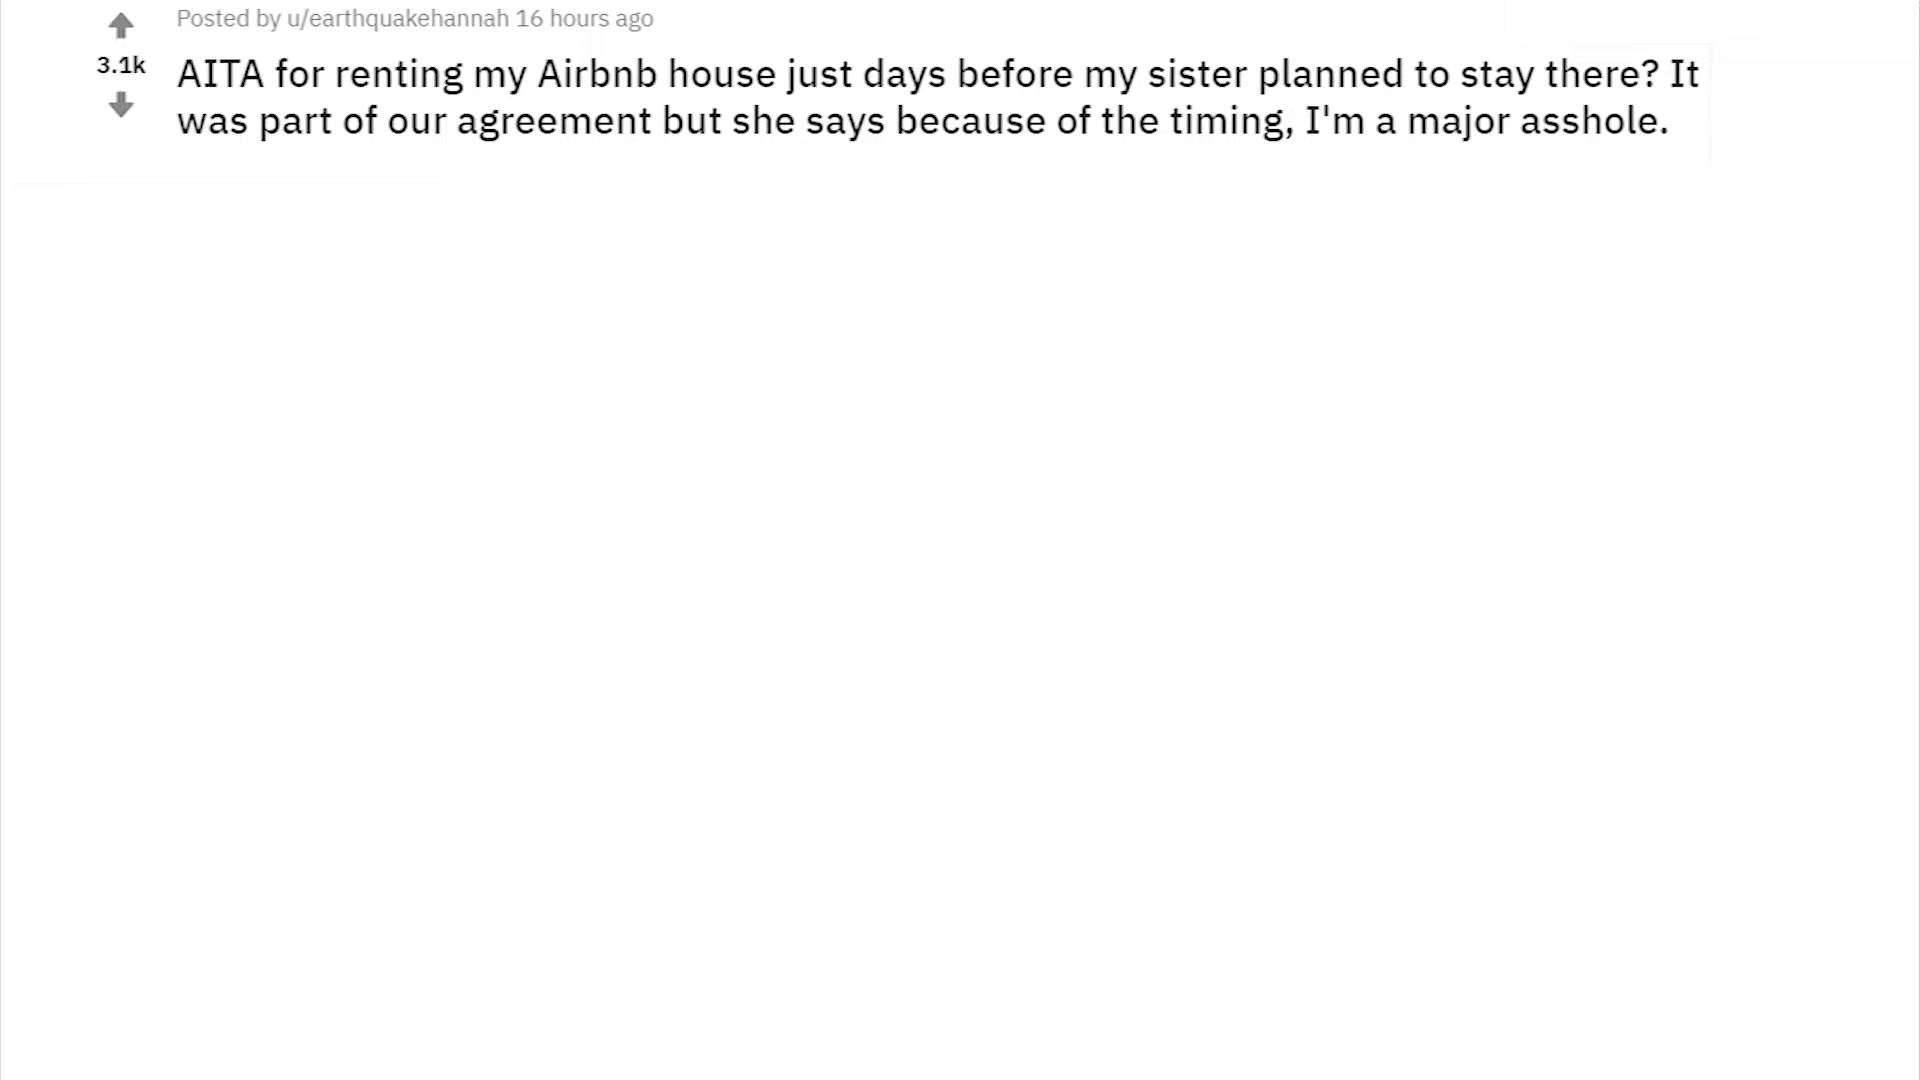 Posted by u/earthquakehannah 16 hours ago
3.1k
AITA for renting my Airbnb house just days before my sister planned to stay there? It
was part of our agreement but she says because of the timing, I'm a major asshole.